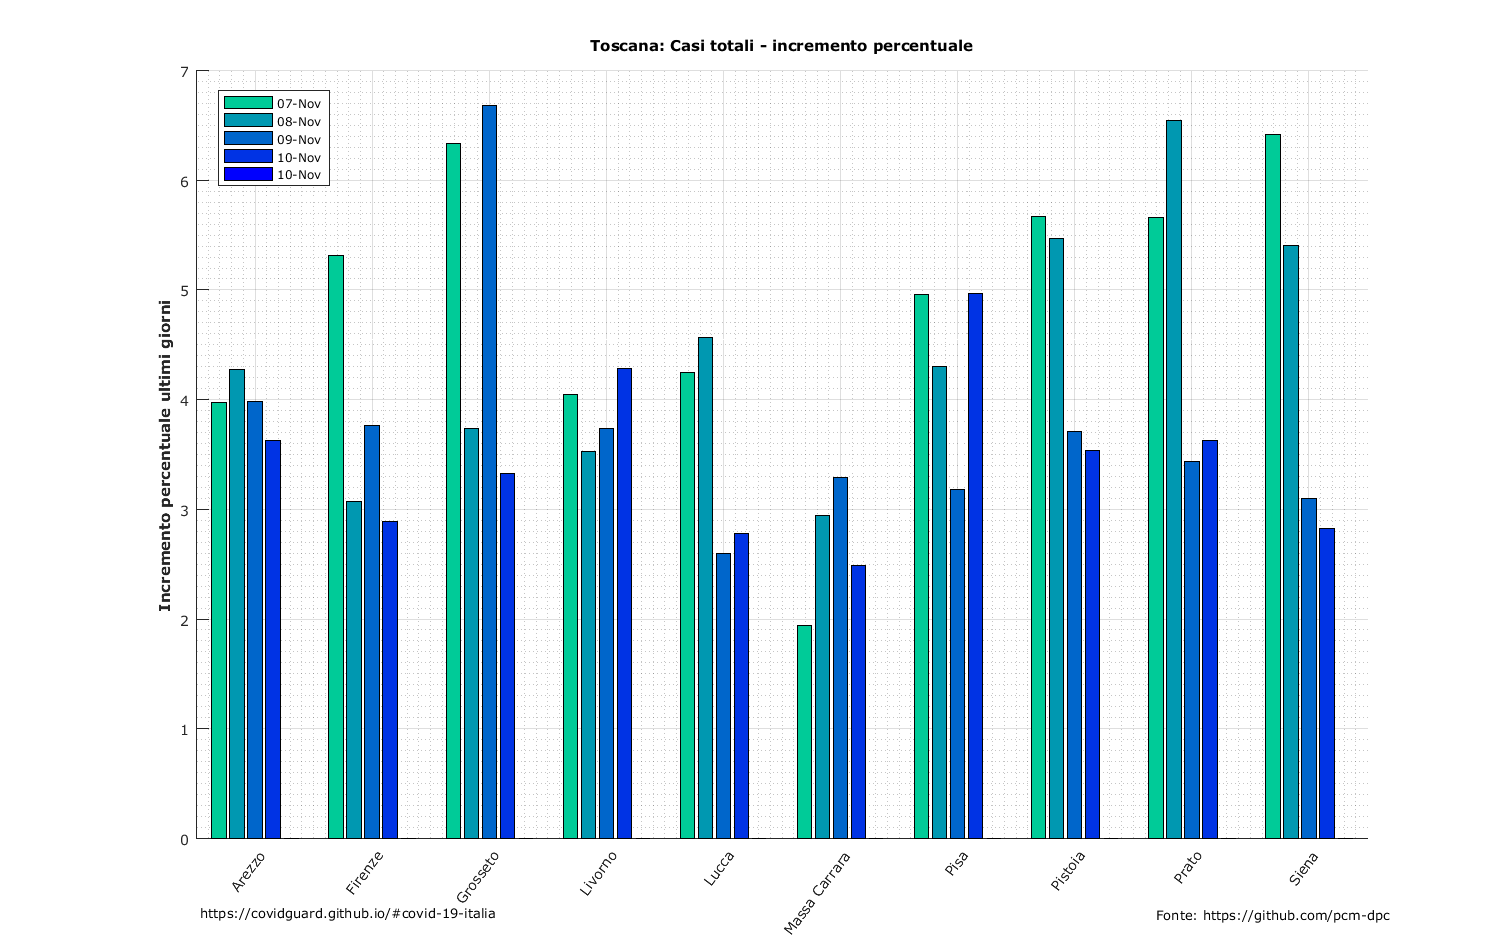 Toscana: Casi totali - incremento percentuale
7
6
5
4
3
2
1
0
Incremento percentuale ultimi giorni
07-Nov
08-Nov
09-Nov
10-Nov
10-Nov
Arezzo
Firenze
Grosseto
Livorno
Lucca
Massa Carrara
Pisa
Pistoia
Prato
Siena
https://covidguard.github.io/#covid-19-italia
Fonte: https://github.com/pcm-dpc